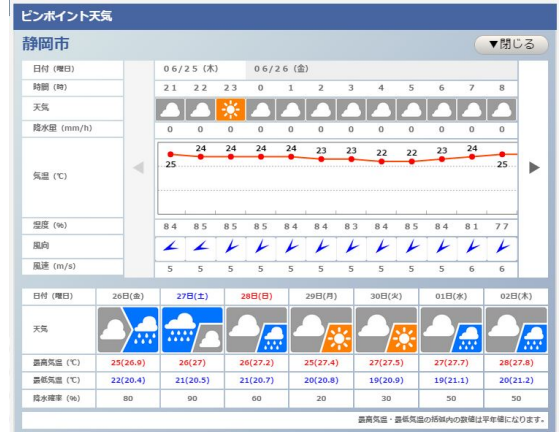 ピンポイント天気
静岡市
▼閉じる
日付 (曜日) 06/25 (木) 06/26 (金)
時間 (時) 21 22 23 0 1 2 3 4 5 6 7 8
天気
降水量 (mm/h) 0 0 0 0 0 0 0 0 0 0 0 0
気温 (℃) 25 24 24 24 24 23 23 22 22 23 24 25
湿度 (%) 84 85 85 85 84 84 84 83 85 84 81 77
風向
風速 (m/s) 5 5 5 5 5 5 5 5 5 5 6 6
日付 (曜日) 26日(金) 27日(土) 28日(日) 29日(月) 30日(火) 01日(水) 02日(木)
天気
最高気温 (℃) 25(26.9) 26(27) 26(27.2) 25(27.4) 27(27.5) 27(27.7) 28(27.8)
最低気温 (℃) 22(20.4) 21(20.5) 21(20.7) 20(20.8) 19(20.9) 19(21.1) 20(21.2)
降水確率 (%) 80 90 60 20 30 50 50
最高気温・最低気温の括弧内の数値は平年値になります。